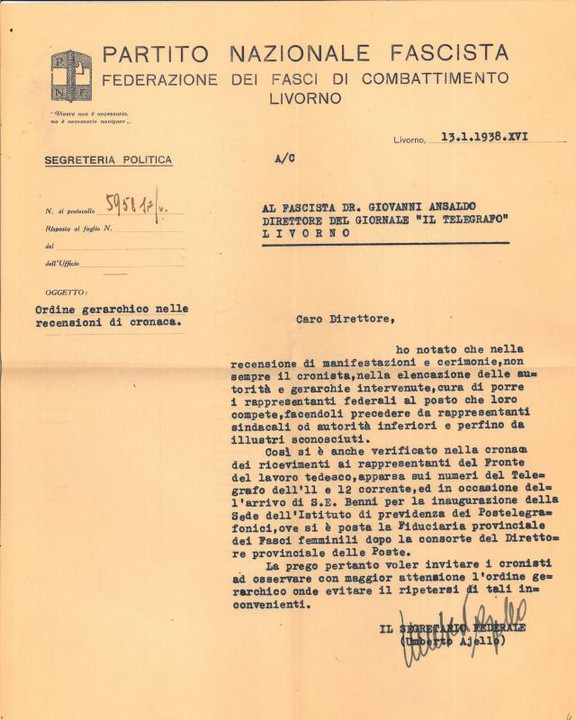 P N F
PARTITO NAZIONALE FASCISTA
FEDERAZIONE DEI FASCI DI COMBATTIMENTO
LIVORNO
"Vivere non è necessario,
ma è necessario navigare„
Livorno, 13.1.1938.XVI
SEGRETERIA POLITICA
A/C
N. di protocollo 5958
Risposta al foglio N.
del
dell'Ufficio
AL FASCISTA DR. GIOVANNI ANSALDO
DIRETTORE DEL GIORNALE "IL TELEGRAFO"
L I V O R N O
OGGETTO:
Ordine gerarchico nelle
recensioni di cronaca.
Caro Direttore,
ho notato che nella
recensione di manifestazioni e cerimonie,non
sempre il cronista,nella elencazione delle au-
torità e gerarchie intervenute,cura di porre
i rappresentanti federali al posto che loro
compete,facendoli precedere da rappresentanti
sindacali od autorità inferiori e perfino da
illustri sconosciuti.
Così si è anche verificato nella cronaca
dei ricevimenti ai rappresentanti del Fronte
del lavoro tedesco,apparsa sui numeri del Tele-
grafo dell'11 e 12 corrente,ed in occasione del-
l'arrivo di S.E. Benni per la inaugurazione della
Sede dell'Istituto di previdenza dei Postelegra-
fonici,ove si è posta la Fiduciaria provinciale
dei Fasci femminili dopo la consorte del Diretto-
re provinciale delle Poste.
La prego pertanto voler invitare i cronisti
ad osservare con maggior attensione l'ordine ge-
rarchico onde evitare il ripetersi di tali in-
convenienti.
IL SEGRETARIO FEDERALE
(Umberto Ajello)